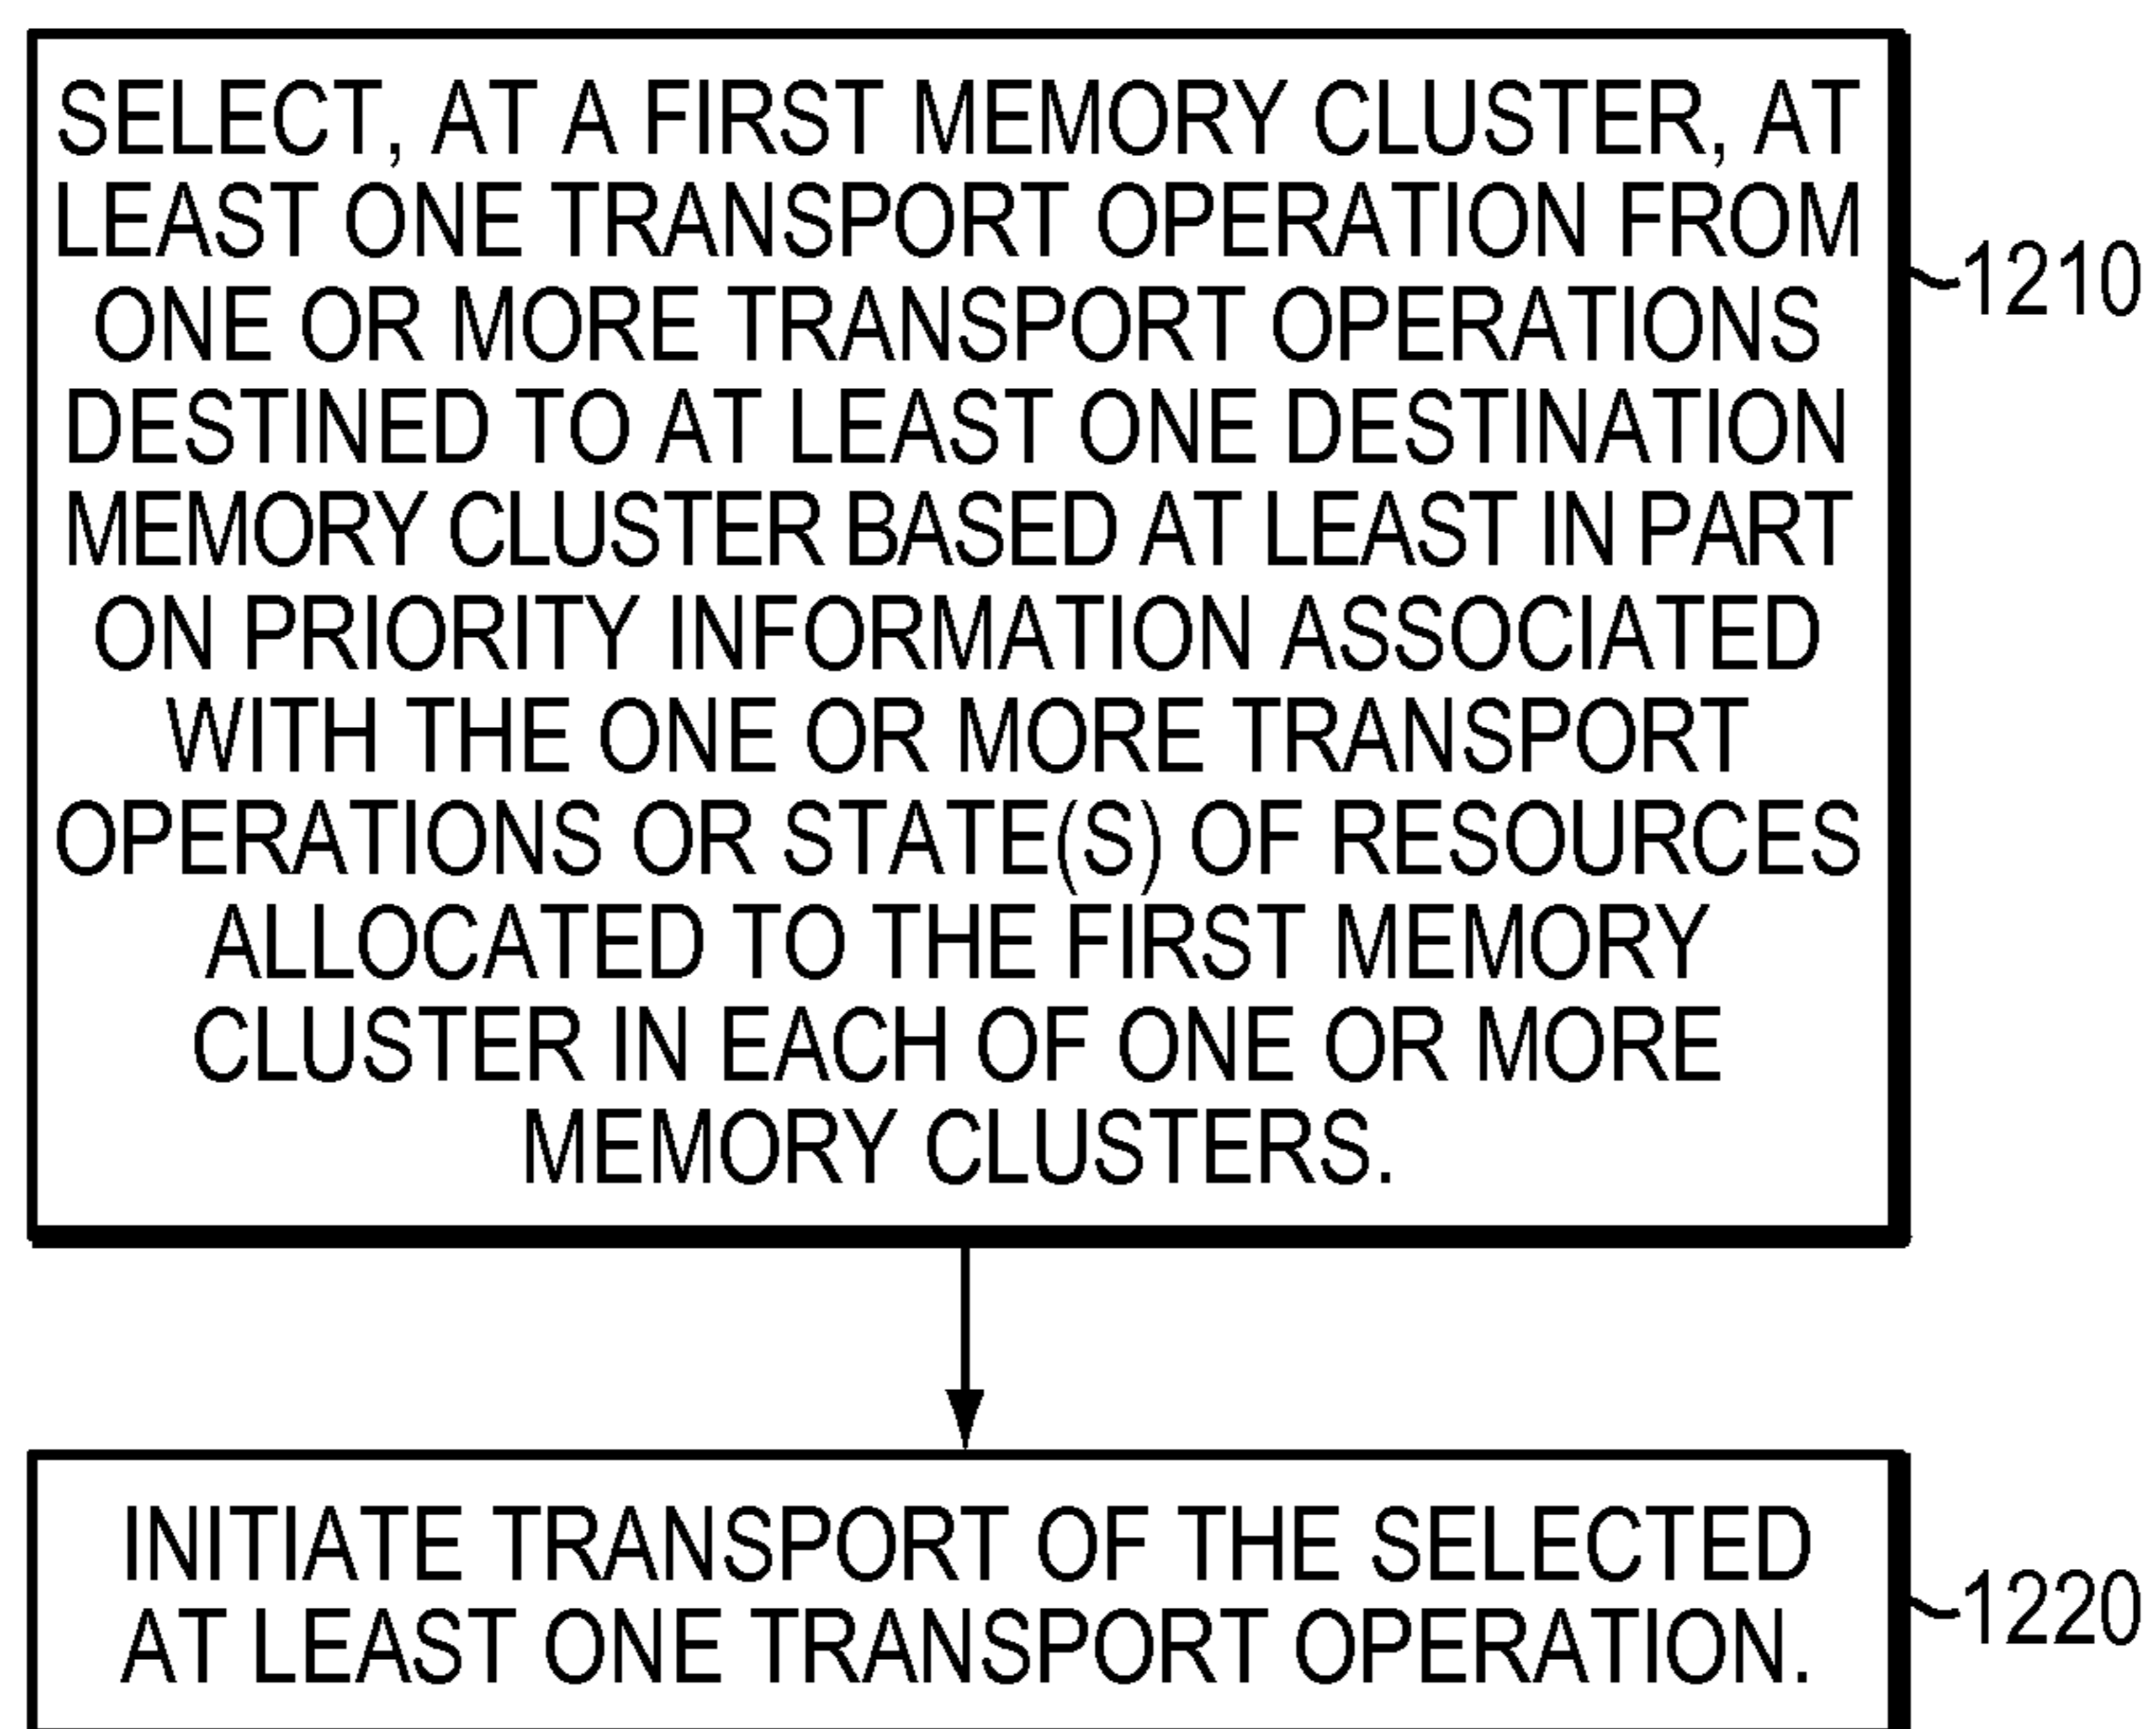 SELECT, AT A FIRST MEMORY CLUSTER, AT
LEAST ONE TRANSPORT OPERATION FROM
ONE OR MORE TRANSPORT OPERATIONS
DESTINED TO AT LEAST ONE DESTINATION
MEMORY CLUSTER BASED AT LEAST IN PART
ON PRIORITY INFORMATION ASSOCIATED
WITH THE ONE OR MORE TRANSPORT
OPERATIONS OR STATE(S) OF RESOURCES
ALLOCATED TO THE FIRST MEMORY
CLUSTER IN EACH OF ONE OR MORE
MEMORY CLUSTERS.
1210
INITIATE TRANSPORT OF THE SELECTED
AT LEAST ONE TRANSPORT OPERATION.
1220